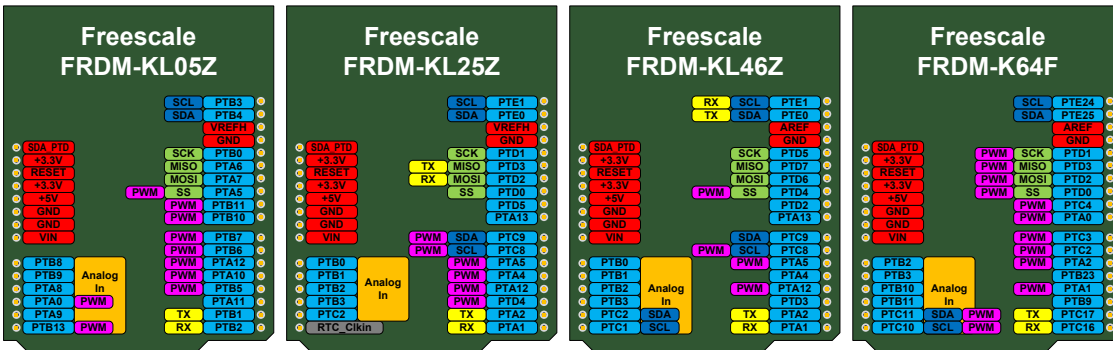 Freescale
FRDM-KL05Z
SCL PTB3
SDA PTB4
VREFH
GND
SDA_PTD
+3.3V
RESET
+3.3V
+5V
GND
GND
VIN
SCK PTB0
MISO PTA6
MOSI PTA7
PWM SS PTA5
PWM PTB11
PWM PTB10
PWM PTB7
PWM PTB6
PWM PTA12
PWM PTA10
PWM PTB5
PTA11
TX PTB1
RX PTB2
PTB8
PTB9
PTA8
PTA0 PWM
PTA9
PTB13 PWM
Analog
In
Freescale
FRDM-KL25Z
SCL PTE1
SDA PTE0
VREFH
GND
SDA_PTD
+3.3V
RESET
+3.3V
+5V
GND
GND
VIN
SCK PTD1
TX MISO PTD3
RX MOSI PTD2
SS PTD0
PTD5
PTA13
PWM SDA PTC9
PWM SCL PTC8
PWM PTA5
PWM PTA4
PWM PTA12
PWM PTD4
TX PTA2
RX PTA1
PTB0
PTB1
PTB2
PTB3
PTC2
RTC_Clkin
Analog
In
Freescale
FRDM-KL46Z
RX SCL PTE1
TX SDA PTE0
AREF
GND
SDA_PTD
+3.3V
RESET
+3.3V
+5V
GND
GND
VIN
SCK PTD5
MISO PTD7
MOSI PTD6
PWM SS PTD4
PTD2
PTA13
SDA PTC9
PWM SCL PTC8
PWM PTA5
PTA4
PWM PTA12
PTD3
TX PTA2
RX PTA1
PTB0
PTB1
PTB2
PTB3
PTC2 SDA
PTC1 SCL
Analog
In
Freescale
FRDM-K64F
SCL PTE24
SDA PTE25
AREF
GND
SDA_PTD
+3.3V
RESET
+3.3V
+5V
GND
GND
VIN
PWM SCK PTD1
PWM MISO PTD3
PWM MOSI PTD2
PWM SS PTD0
PWM PTC4
PWM PTA0
PWM PTC3
PWM PTC2
PWM PTA2
PTB23
PWM PTA1
PTB9
TX PTC17
RX PTC16
PTB2
PTB3
PTB10
PTB11
PTC11 SDA PWM
PTC10 SCL PWM
Analog
In